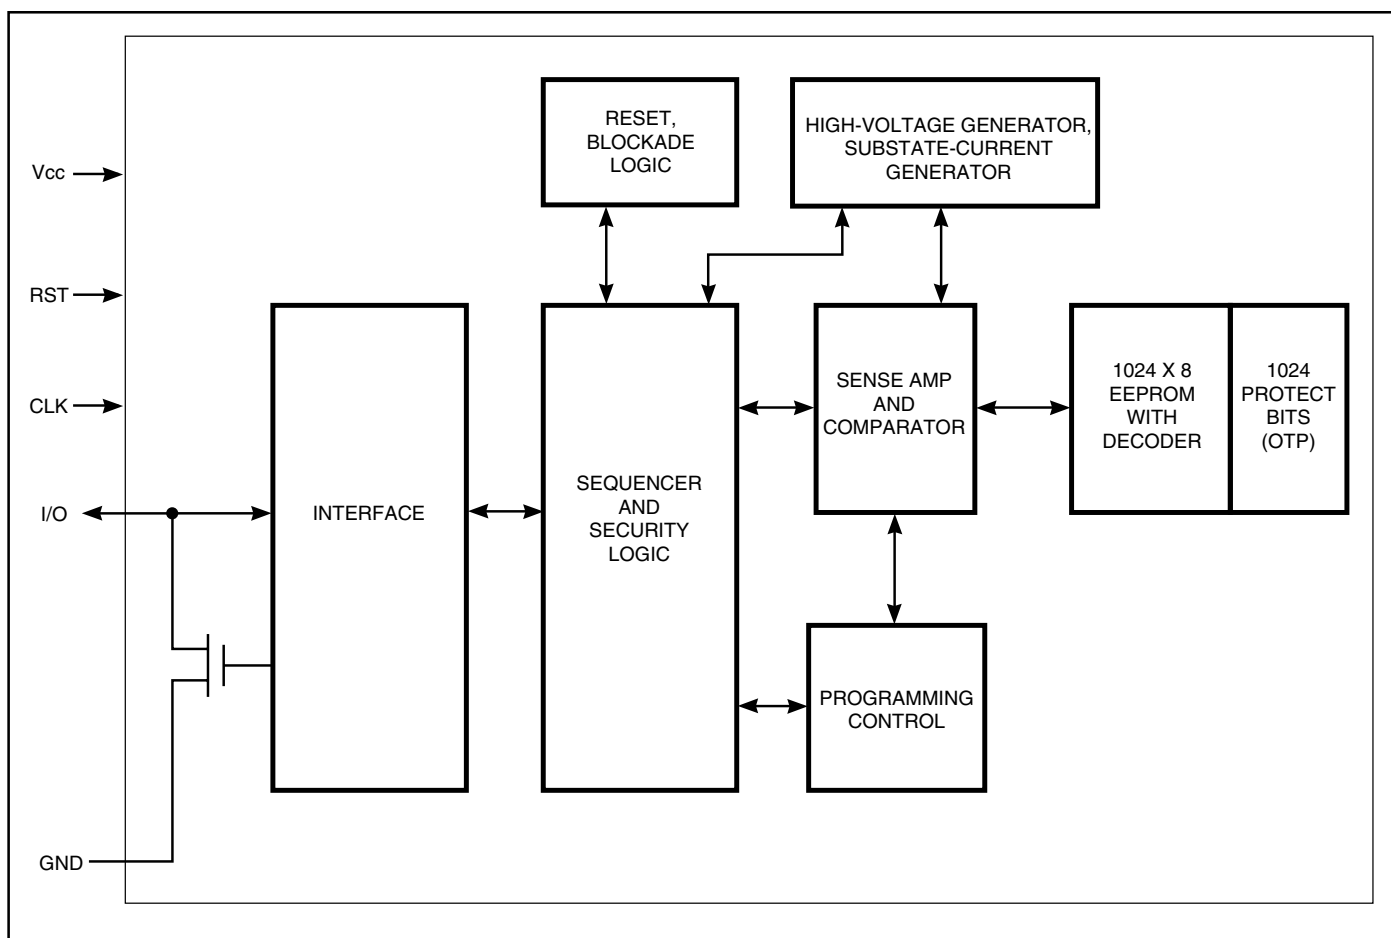 RESET,
BLOCKADE
LOGIC
HIGH-VOLTAGE GENERATOR,
SUBSTATE-CURRENT
GENERATOR
Vcc
RST
CLK
I/O
GND
INTERFACE
SEQUENCER
AND
SECURITY
LOGIC
SENSE AMP
AND
COMPARATOR
1024 X 8
EEPROM
WITH
DECODER
1024
PROTECT
BITS
(OTP)
PROGRAMMING
CONTROL